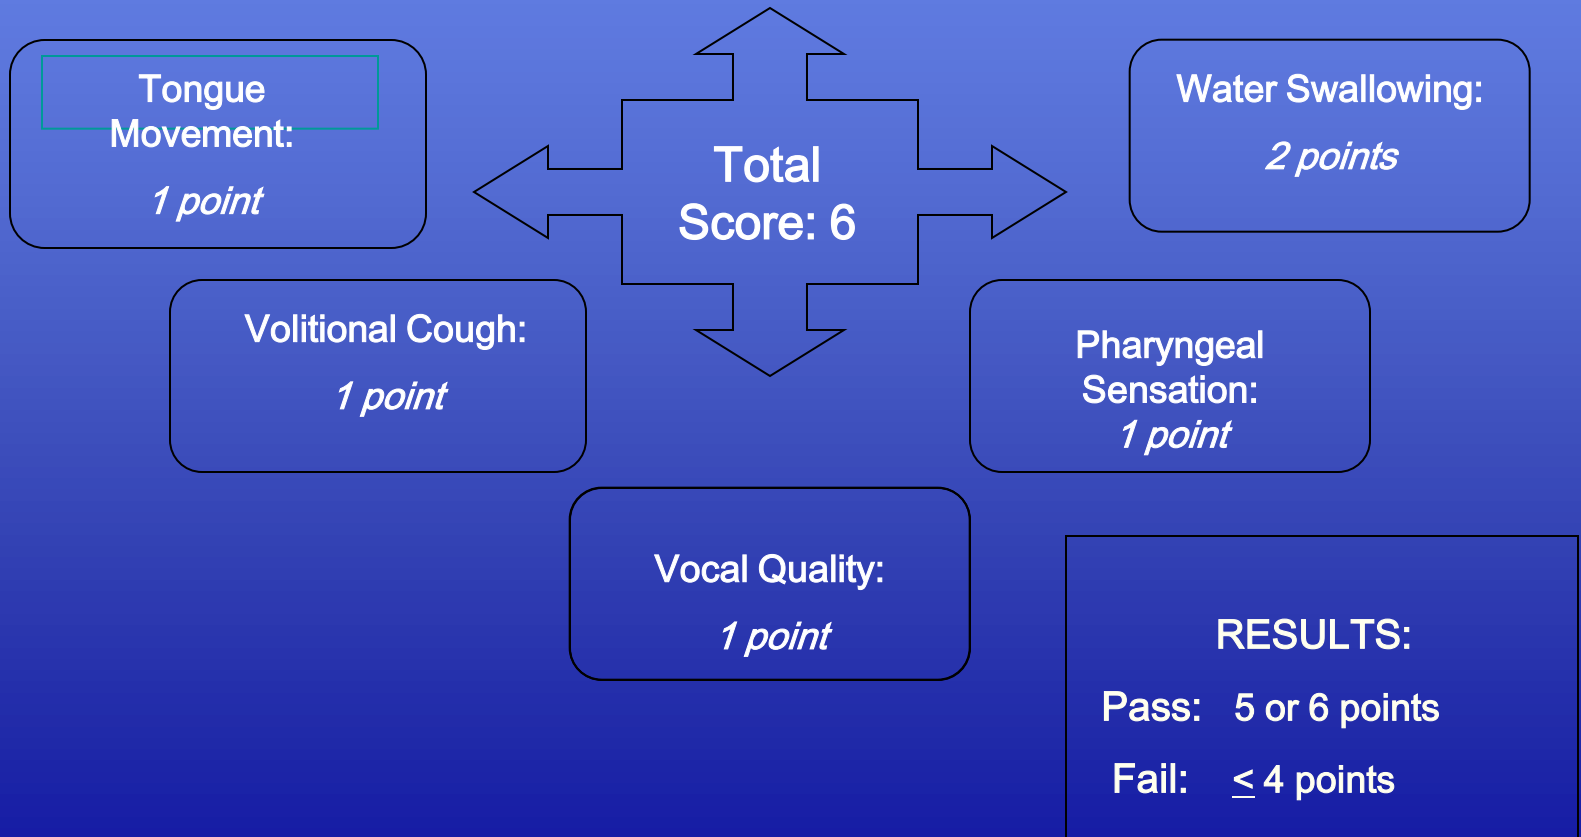 Tongue
Movement:
1 point
Total
Score: 6
Water Swallowing:
2 points
Volitional Cough:
1 point
Pharyngeal
Sensation:
1 point
Vocal Quality:
1 point
RESULTS:
Pass: 5 or 6 points
Fail: ≤ 4 points